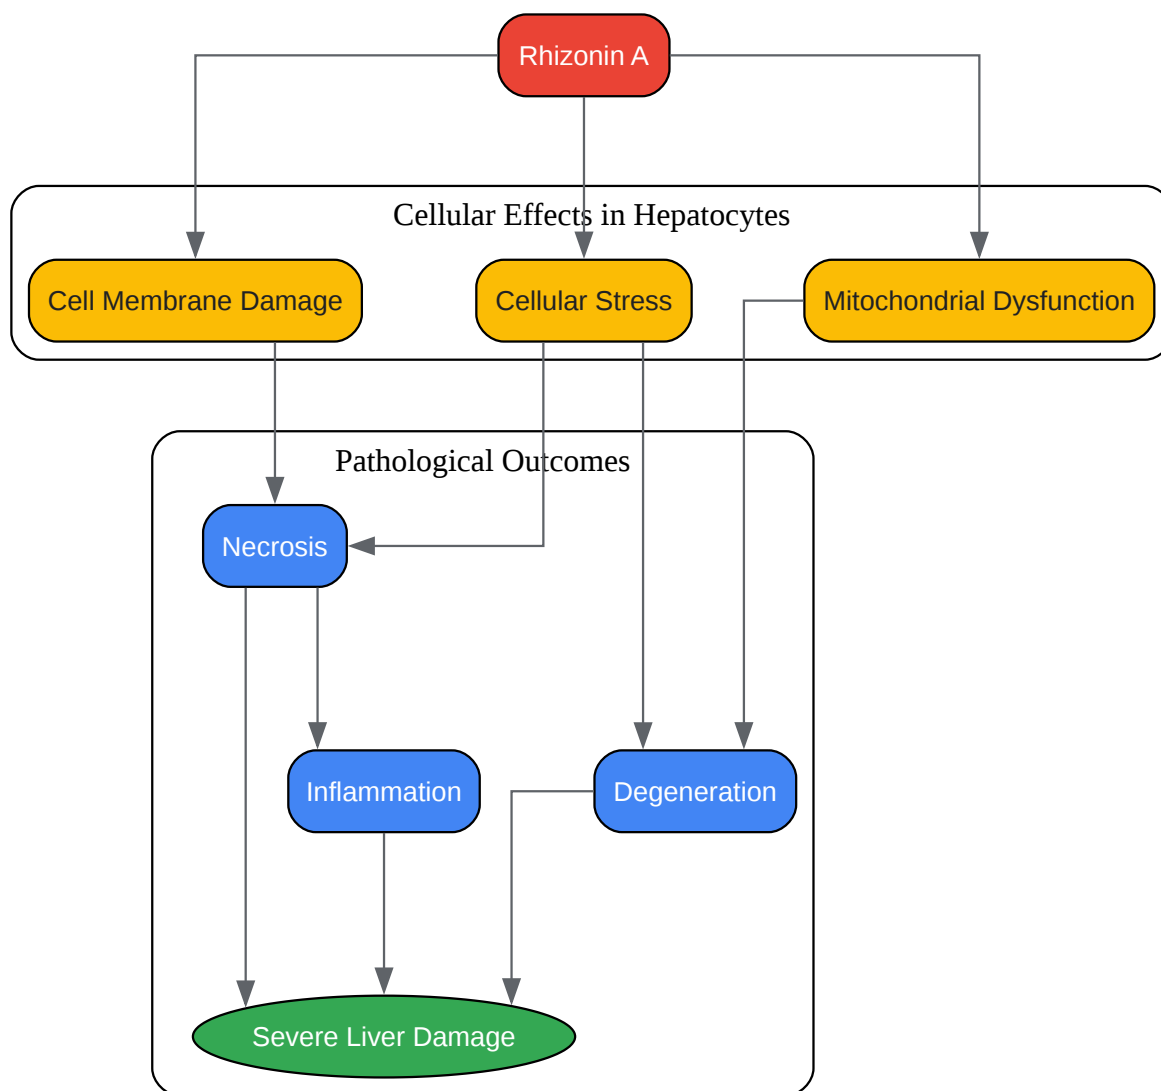 Rhizonin A
Cellular Effects in Hepatocytes
Cell Membrane Damage
Cellular Stress
Mitochondrial Dysfunction
Pathological Outcomes
Necrosis
Inflammation
Degeneration
Severe Liver Damage